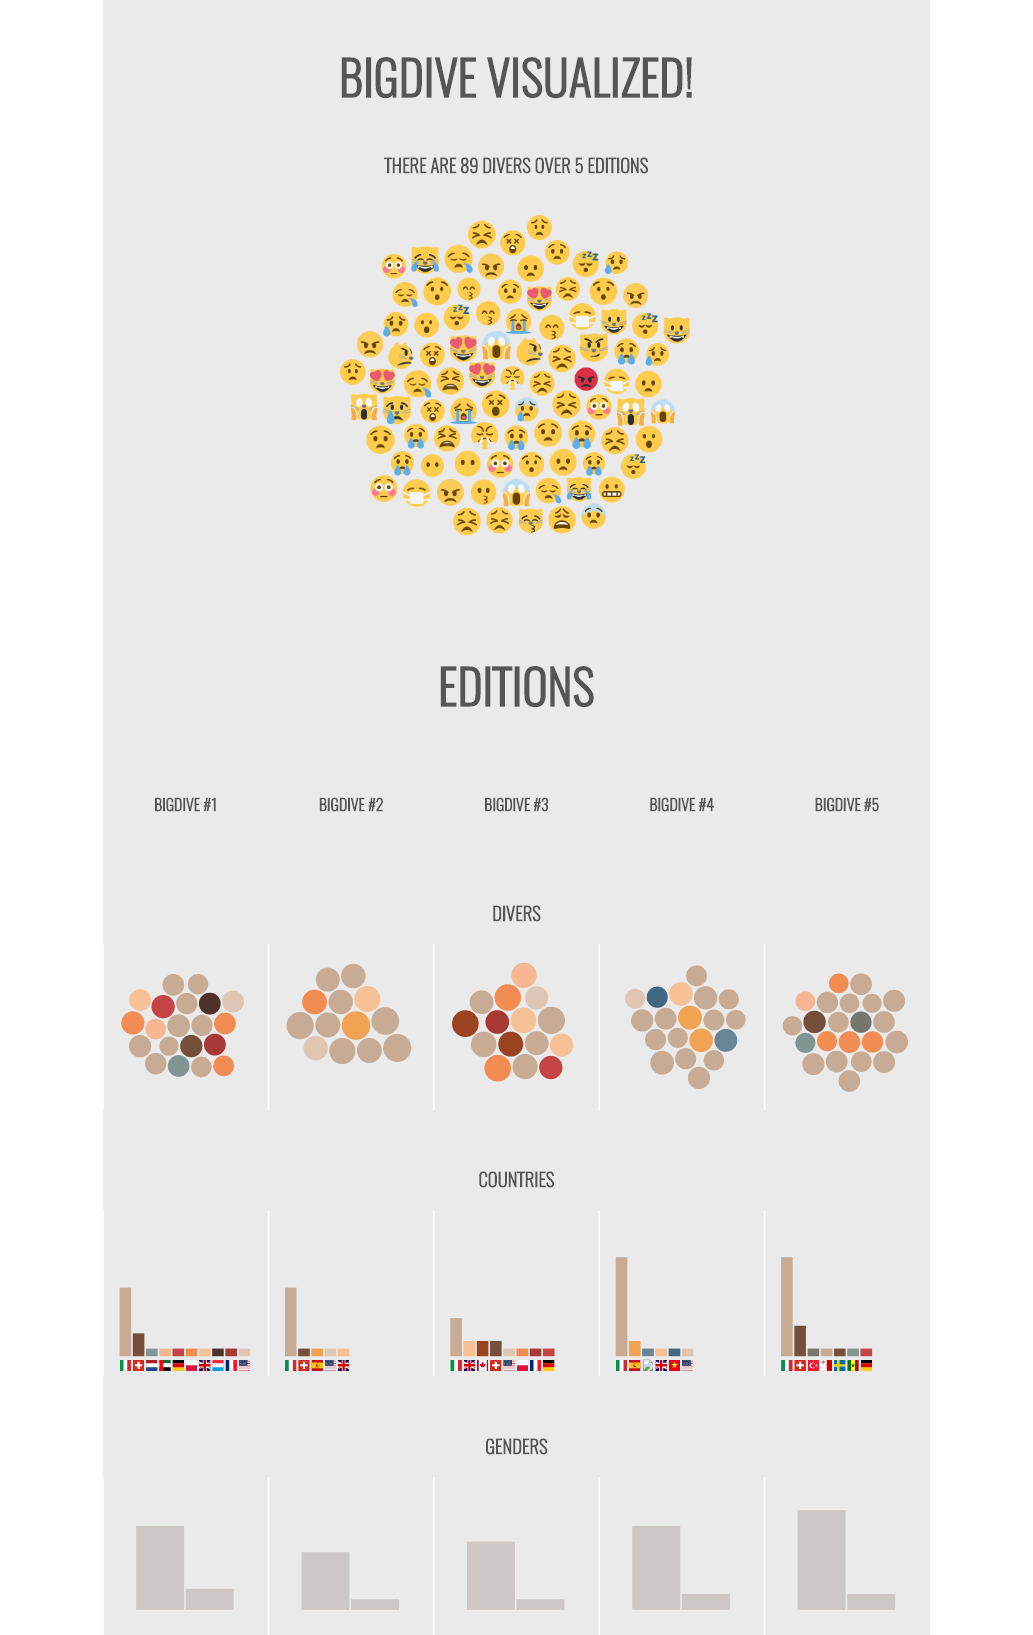 BIGDIVE VISUALIZED!
THERE ARE 89 DIVERS OVER 5 EDITIONS
EDITIONS
BIGDIVE #1
BIGDIVE #2
BIGDIVE #3
BIGDIVE #4
BIGDIVE #5
DIVERS
COUNTRIES
GENDERS